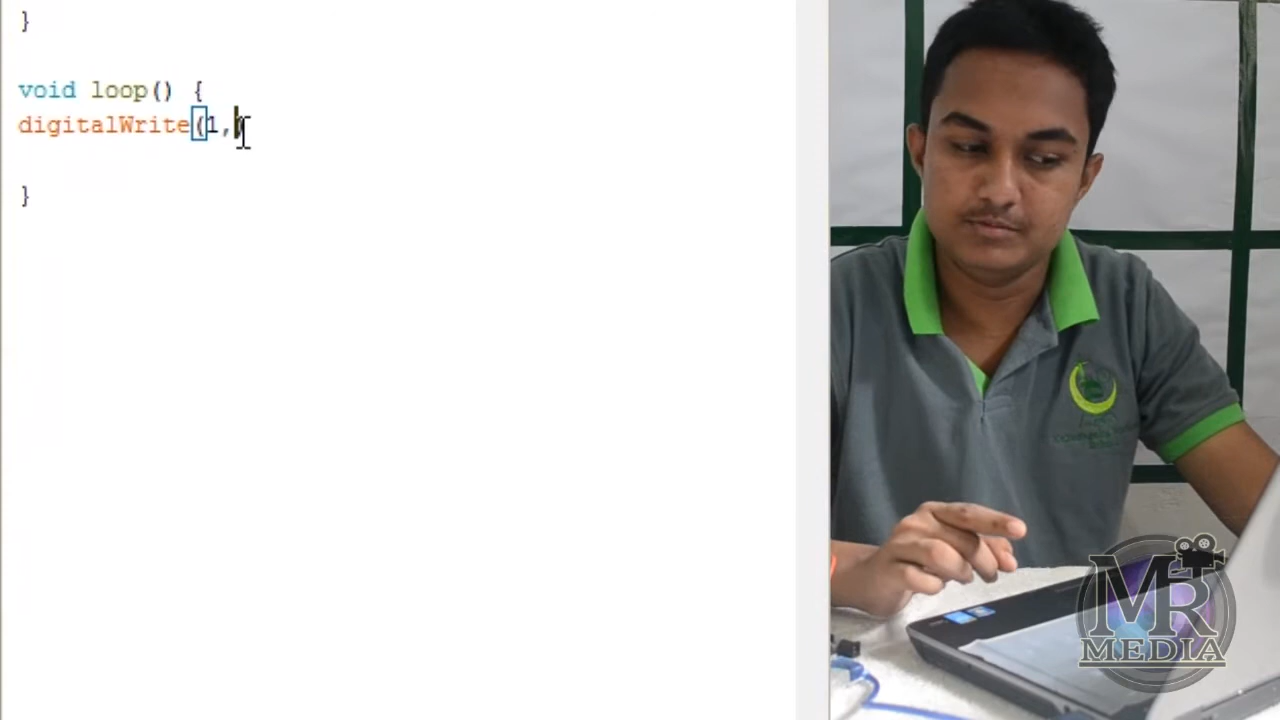 }
void loop() {
digitalWrite(1,
}
MR
MEDIA